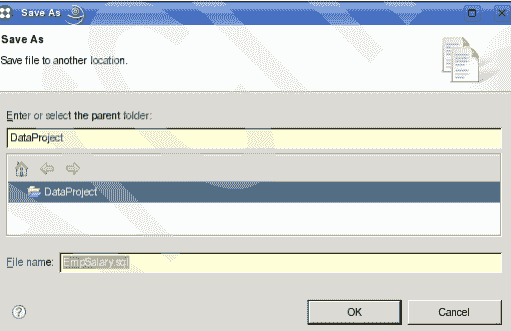 Save As
Save As
Save file to another location.
Enter or select the parent folder:
DataProject
DataProject
File name: EmpSalary.sql
OK Cancel